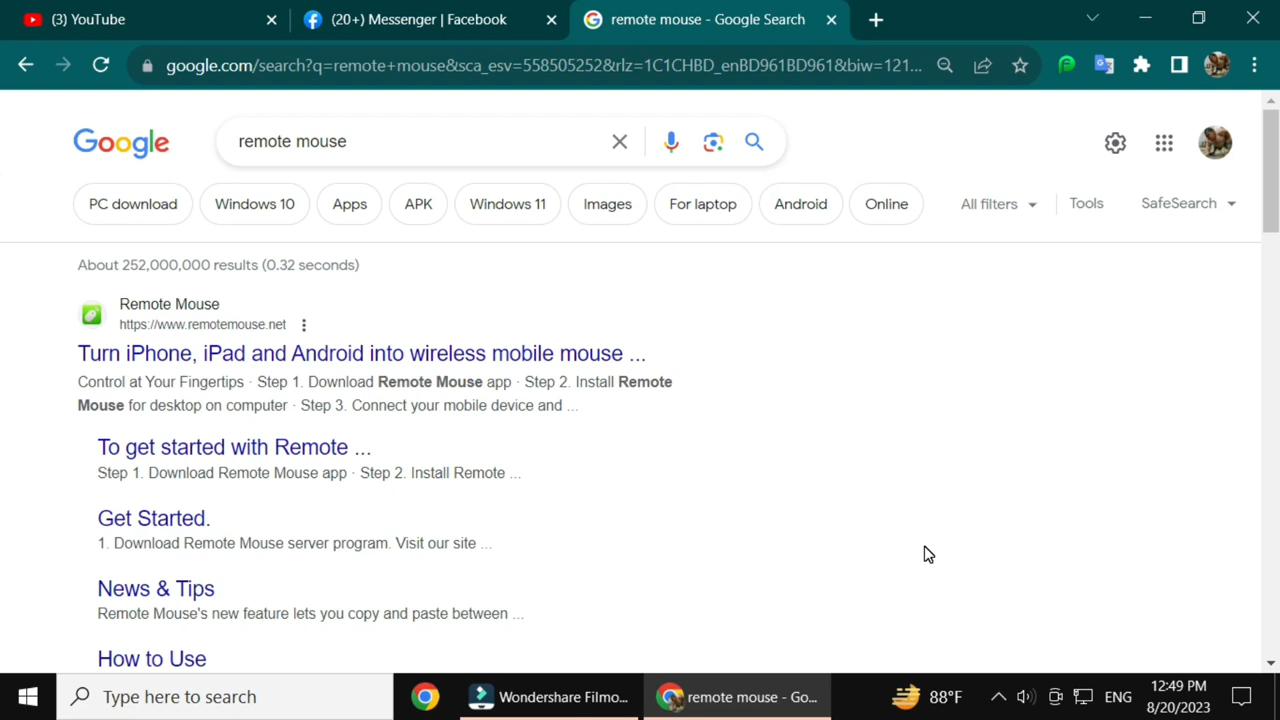 (3) YouTube
(20+) Messenger | Facebook
remote mouse - Google Search
google.com/search?q=remote+mouse&sca_esv=558505252&rlz=1C1CHBD_enBD961BD961&biw=121...
Google
remote mouse
PC download
Windows 10
Apps
APK
Windows 11
Images
For laptop
Android
Online
All filters
Tools
SafeSearch
About 252,000,000 results (0.32 seconds)
Remote Mouse
https://www.remotemouse.net
Turn iPhone, iPad and Android into wireless mobile mouse ...
Control at Your Fingertips · Step 1. Download Remote Mouse app · Step 2. Install Remote
Mouse for desktop on computer · Step 3. Connect your mobile device and ...
To get started with Remote ...
Step 1. Download Remote Mouse app · Step 2. Install Remote ...
Get Started.
1. Download Remote Mouse server program. Visit our site ...
News & Tips
Remote Mouse's new feature lets you copy and paste between ...
How to Use
Type here to search
Wondershare Filmo...
remote mouse - Go...
88°F
ENG
12:49 PM
8/20/2023